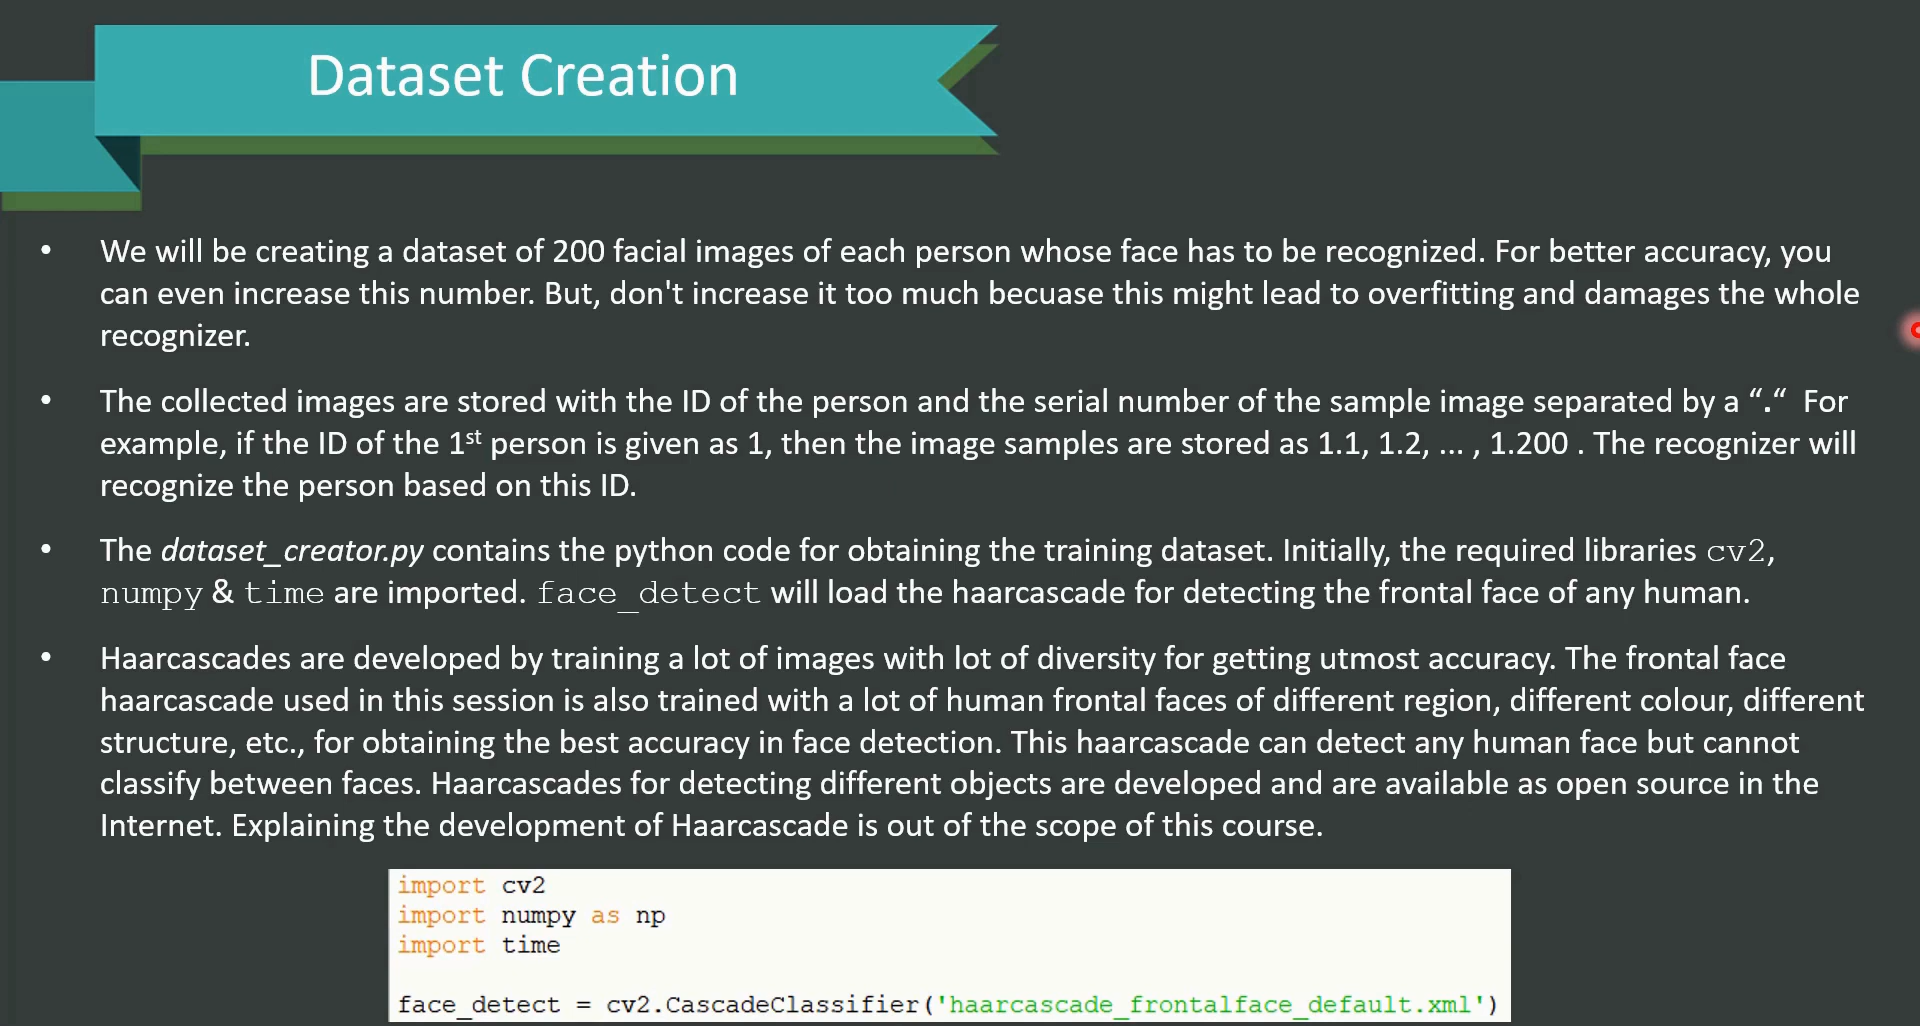 Dataset Creation
• We will be creating a dataset of 200 facial images of each person whose face has to be recognized. For better accuracy, you
can even increase this number. But, don't increase it too much becuase this might lead to overfitting and damages the whole
recognizer.
• The collected images are stored with the ID of the person and the serial number of the sample image separated by a “.“ For
example, if the ID of the 1st person is given as 1, then the image samples are stored as 1.1, 1.2, ... , 1.200 . The recognizer will
recognize the person based on this ID.
• The dataset_creator.py contains the python code for obtaining the training dataset. Initially, the required libraries cv2,
numpy & time are imported. face_detect will load the haarcascade for detecting the frontal face of any human.
• Haarcascades are developed by training a lot of images with lot of diversity for getting utmost accuracy. The frontal face
haarcascade used in this session is also trained with a lot of human frontal faces of different region, different colour, different
structure, etc., for obtaining the best accuracy in face detection. This haarcascade can detect any human face but cannot
classify between faces. Haarcascades for detecting different objects are developed and are available as open source in the
Internet. Explaining the development of Haarcascade is out of the scope of this course.
import cv2
import numpy as np
import time
face_detect = cv2.CascadeClassifier('haarcascade_frontalface_default.xml')